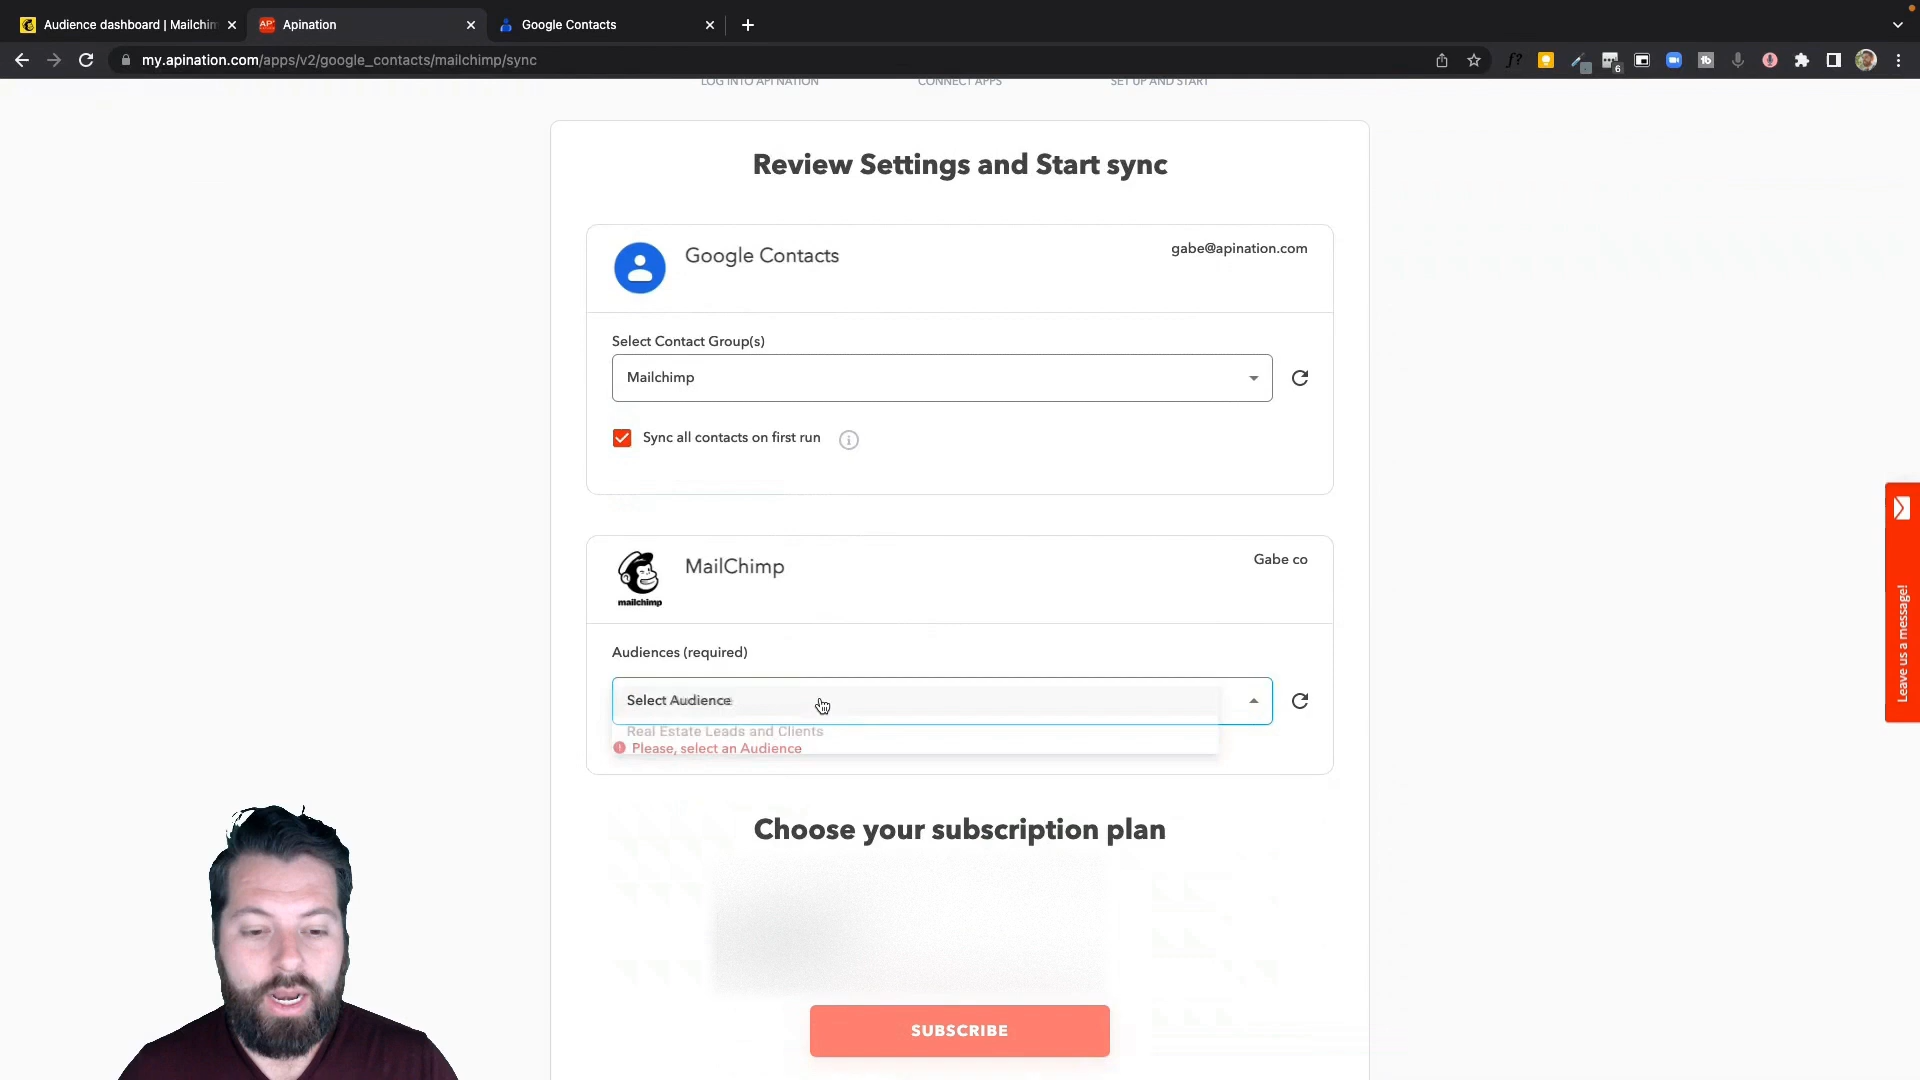 Audience dashboard | Mailchim
Apination
Google Contacts
my.apination.com/apps/v2/google_contacts/mailchimp/sync
6
LOG INTO API NATION
CONNECT APPS
SET UP AND START
Review Settings and Start sync
Google Contacts
gabe@apination.com
Select Contact Group(s)
Mailchimp
Sync all contacts on first run
MailChimp
mailchimp
Gabe co
Audiences (required)
Select Audience
Real Estate Leads and Clients
Please, select an Audience
Choose your subscription plan
SUBSCRIBE
Leave us a message!